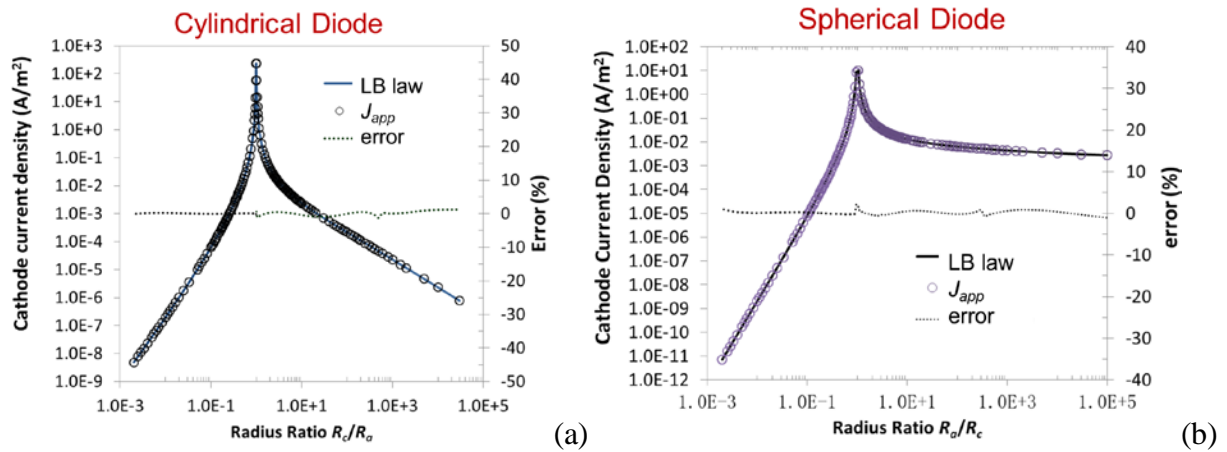 Cylindrical Diode
Cathode current density (A/m²)
1.0E+3
1.0E+2
1.0E+1
1.0E+0
1.0E-1
1.0E-2
1.0E-3
1.0E-4
1.0E-5
1.0E-6
1.0E-7
1.0E-8
1.0E-9
LB law
J_app
error
50
40
30
20
10
0
-10
-20
-30
-40
-50
Error (%)
1.0E-3 1.0E-1 1.0E+1 1.0E+3 1.0E+5
Radius Ratio R_c/R_a
(a)
Spherical Diode
Cathode Current Density (A/m²)
1.0E+02
1.0E+01
1.0E+00
1.0E-01
1.0E-02
1.0E-03
1.0E-04
1.0E-05
1.0E-06
1.0E-07
1.0E-08
1.0E-09
1.0E-10
1.0E-11
1.0E-12
LB law
J_app
error
40
30
20
10
0
-10
-20
-30
-40
error (%)
1.0E-3 1.0E-1 1.0E+1 1.0E+3 1.0E+5
Radius Ratio R_a/R_c
(b)